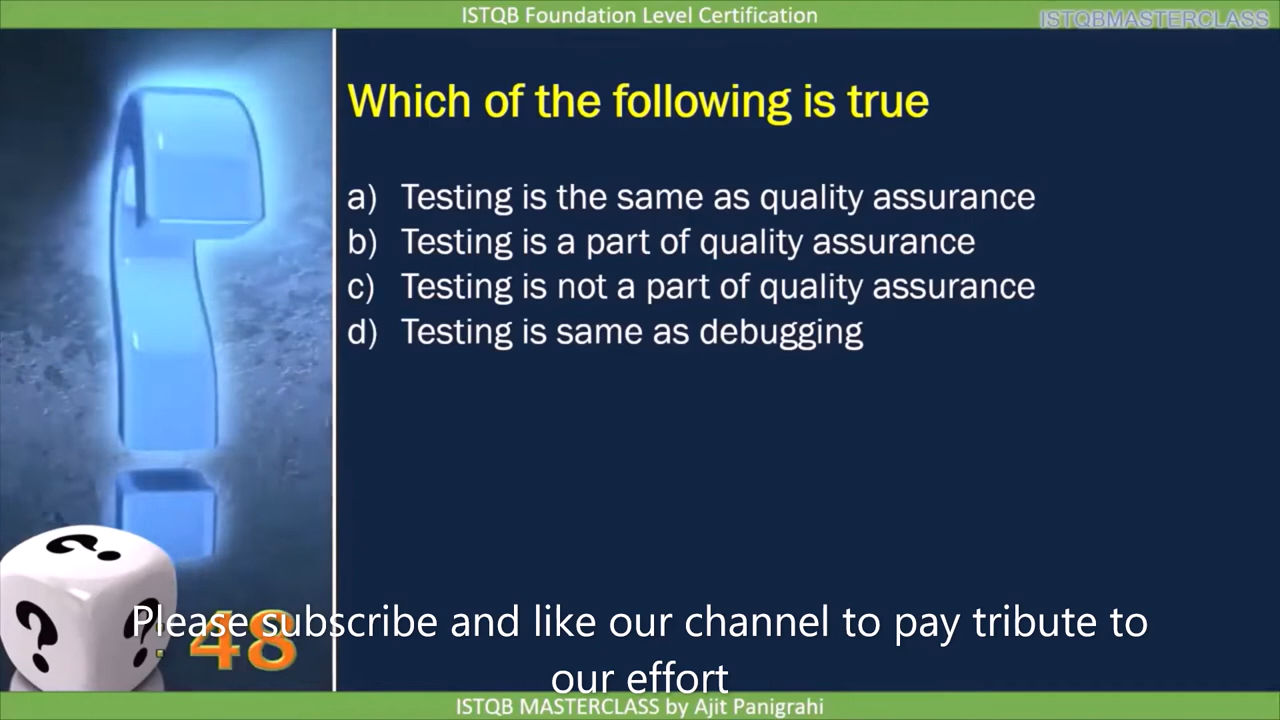 ISTQB Foundation Level Certification
ISTQBMASTERCLASS
Which of the following is true
a) Testing is the same as quality assurance
b) Testing is a part of quality assurance
c) Testing is not a part of quality assurance
d) Testing is same as debugging
: 48
Please subscribe and like our channel to pay tribute to
our effort
ISTQB MASTERCLASS by Ajit Panigrahi